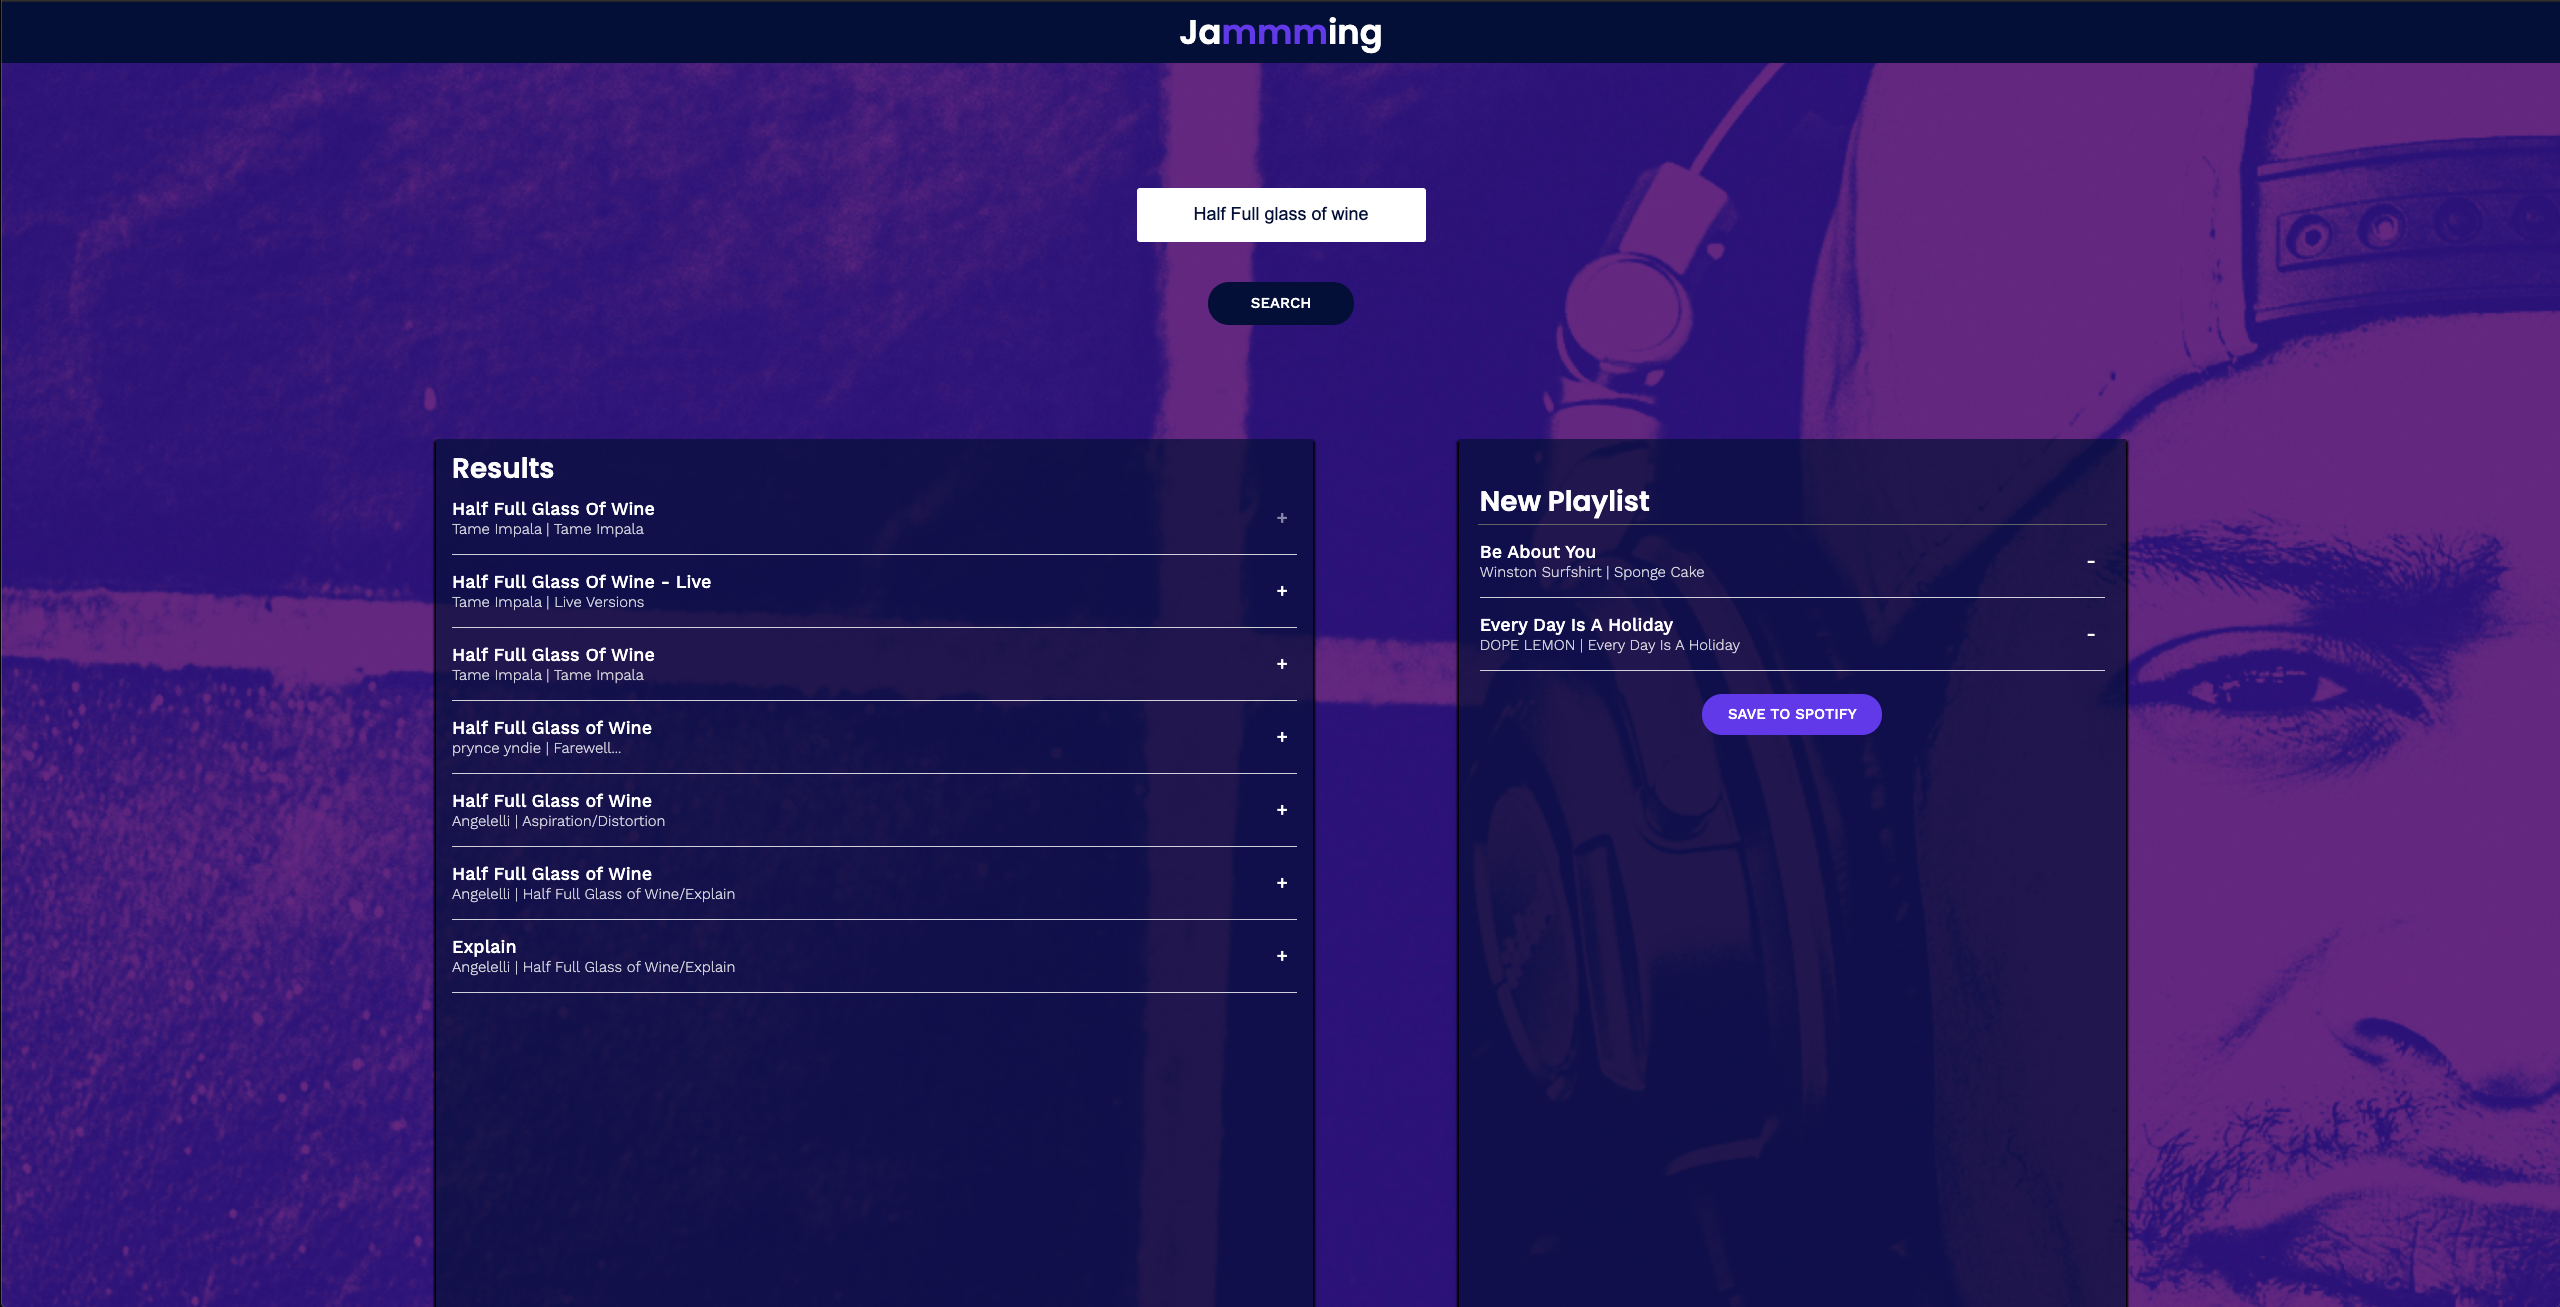 Jammming
Half Full glass of wine
SEARCH
Results
Half Full Glass Of Wine
Tame Impala | Tame Impala
+
Half Full Glass Of Wine - Live
Tame Impala | Live Versions
+
Half Full Glass Of Wine
Tame Impala | Tame Impala
+
Half Full Glass of Wine
prynce yndie | Farewell...
+
Half Full Glass of Wine
Angelelli | Aspiration/Distortion
+
Half Full Glass of Wine
Angelelli | Half Full Glass of Wine/Explain
+
Explain
Angelelli | Half Full Glass of Wine/Explain
+
New Playlist
Be About You
Winston Surfshirt | Sponge Cake
-
Every Day Is A Holiday
DOPE LEMON | Every Day Is A Holiday
-
SAVE TO SPOTIFY